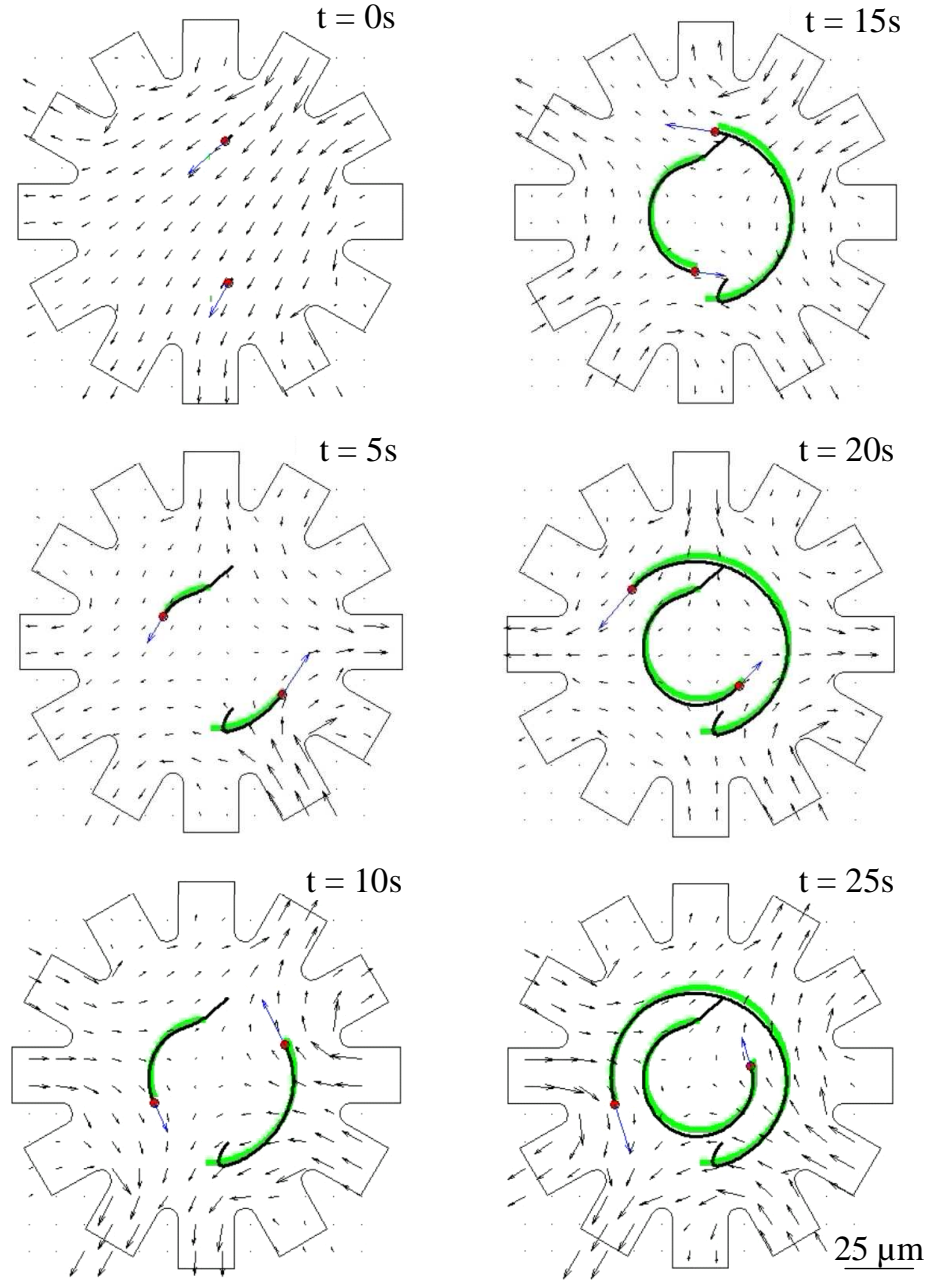 t = 0s
t = 15s
t = 5s
t = 20s
t = 10s
t = 25s
25 µm